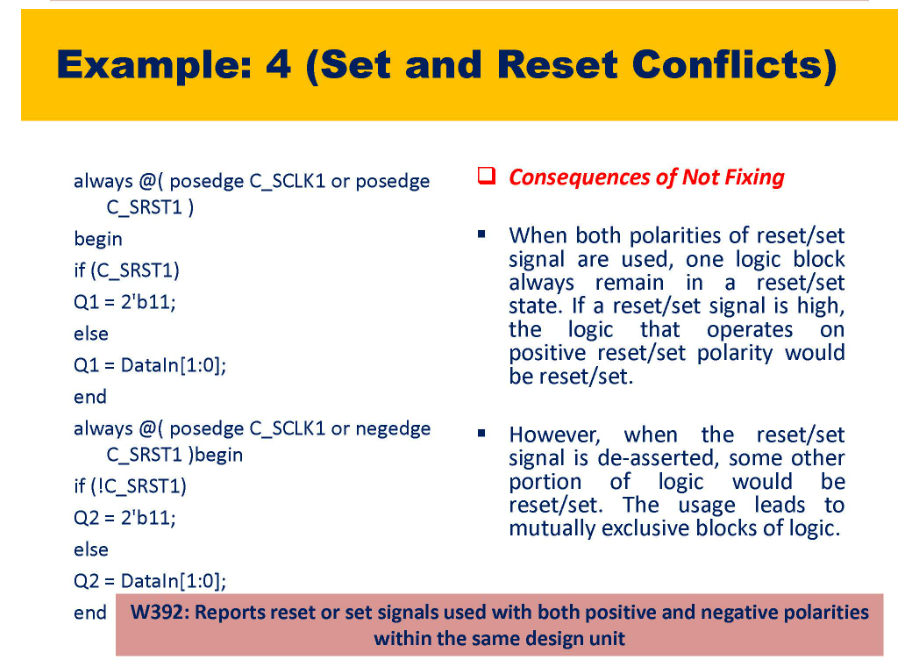 Example: 4 (Set and Reset Conflicts)
always @( posedge C_SCLK1 or posedge
C_SRST1 )
begin
if (C_SRST1)
Q1 = 2'b11;
else
Q1 = DataIn[1:0];
end
always @( posedge C_SCLK1 or negedge
C_SRST1 )begin
if (!C_SRST1)
Q2 = 2'b11;
else
Q2 = DataIn[1:0];
end
Consequences of Not Fixing
When both polarities of reset/set
signal are used, one logic block
always remain in a reset/set
state. If a reset/set signal is high,
the logic that operates on
positive reset/set polarity would
be reset/set.
However, when the reset/set
signal is de-asserted, some other
portion of logic would be
reset/set. The usage leads to
mutually exclusive blocks of logic.
W392: Reports reset or set signals used with both positive and negative polarities
within the same design unit